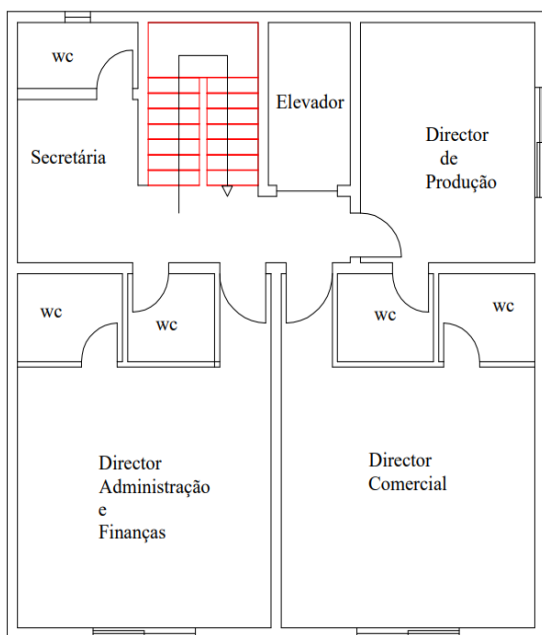 wc
Secretária
Elevador
Director
de
Produção
wc
wc
wc
wc
Director
Administração
e
Finanças
Director
Comercial